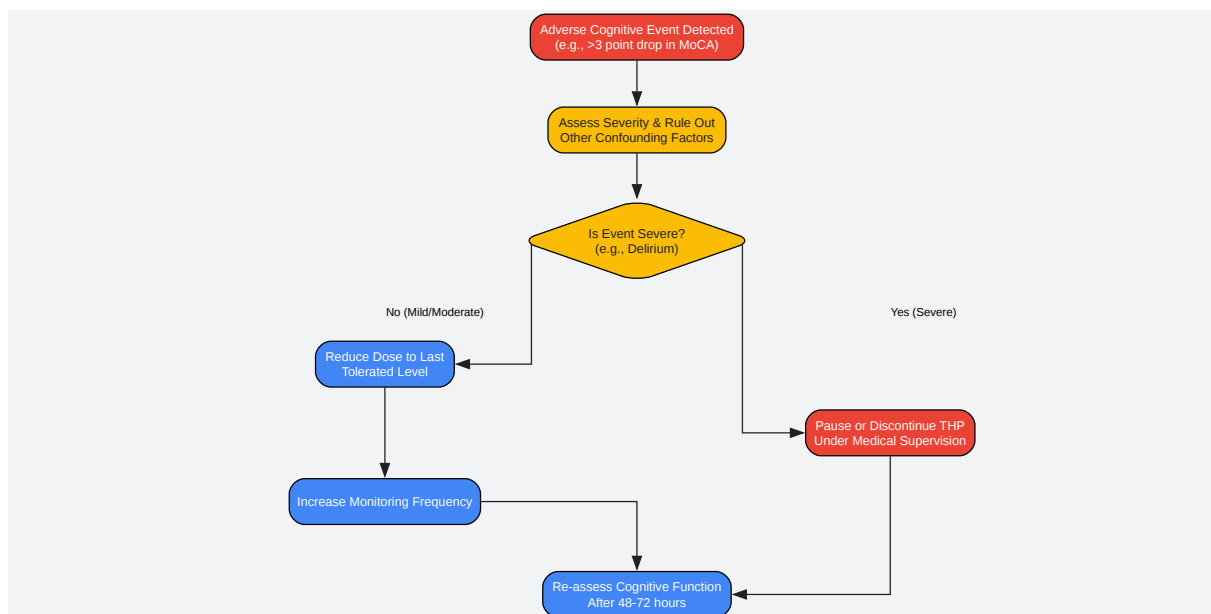 Adverse Cognitive Event Detected
(e.g., >3 point drop in MoCA)
Assess Severity & Rule Out
Other Confounding Factors
Is Event Severe?
(e.g., Delirium)
No (Mild/Moderate)
Yes (Severe)
Reduce Dose to Last
Tolerated Level
Pause or Discontinue THP
Under Medical Supervision
Increase Monitoring Frequency
Re-assess Cognitive Function
After 48-72 hours